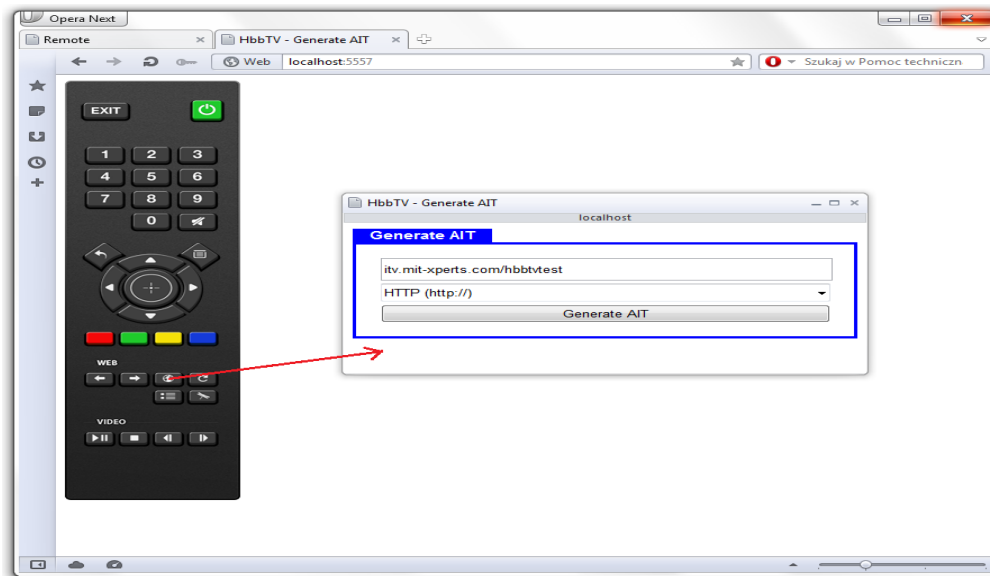 Opera Next
Remote
HbbTV - Generate AIT
Web localhost:5557
Szukaj w Pomoc techniczn
EXIT
1 2 3
4 5 6
7 8 9
0
WEB
VIDEO
HbbTV - Generate AIT
localhost
Generate AIT
itv.mit-xperts.com/hbbtvtest
HTTP (http://)
Generate AIT